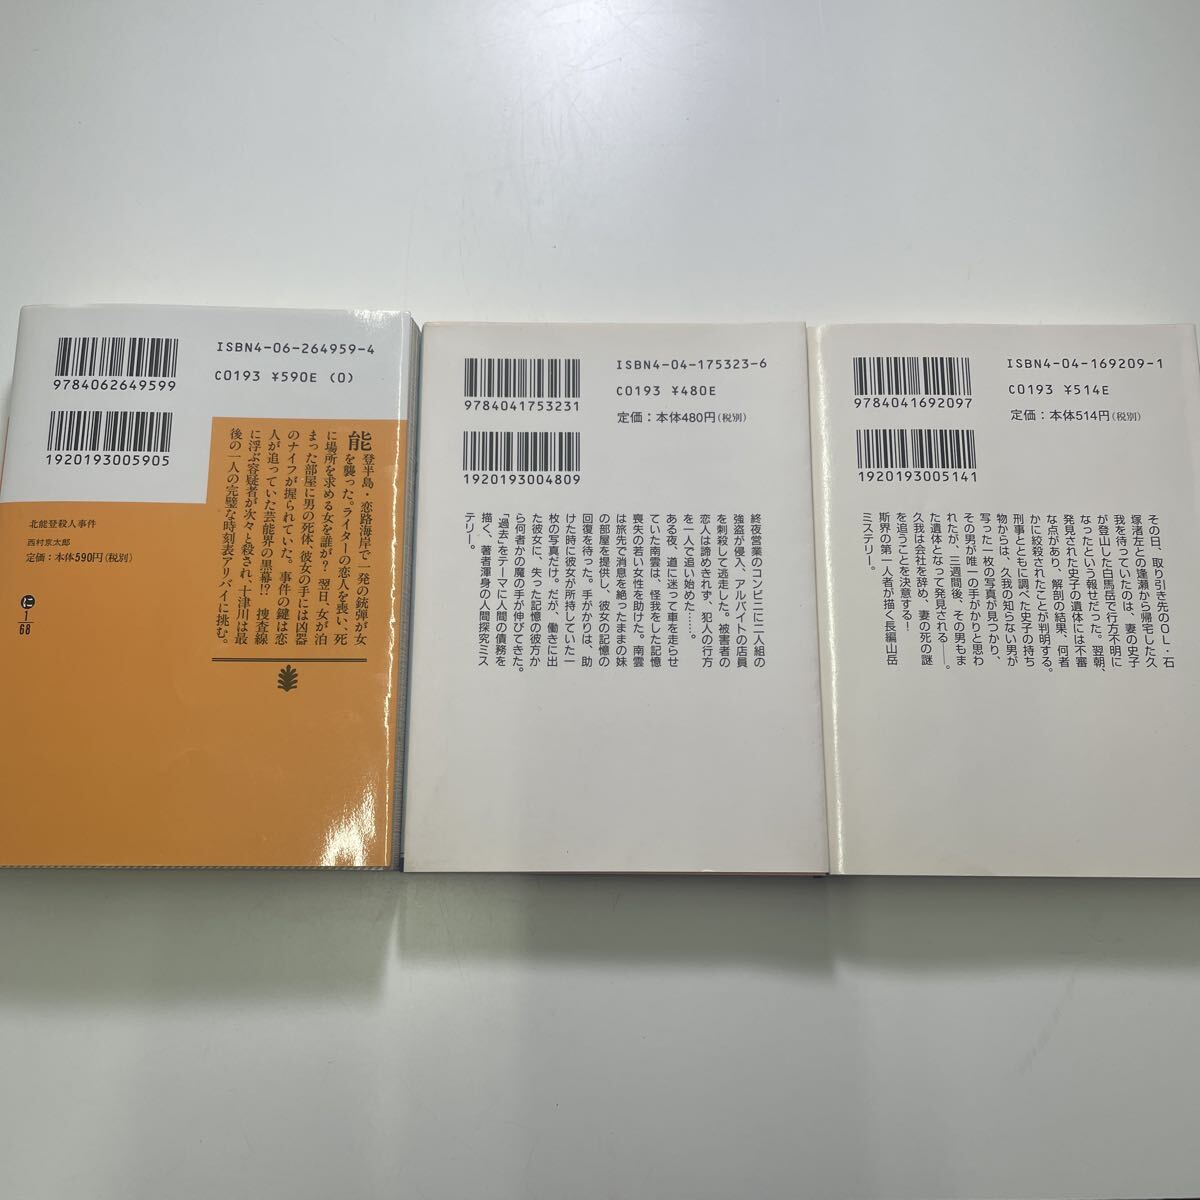 9784062649599
ISBN4-06-264959-4
C0193 ¥590E (0)
1920193005905
北能登殺人事件
西村京太郎
定価：本体590円(税別)
に
1
68
能登半島・恋路海岸で一発の銃弾が女
を襲った。ライターの恋人を喪い、死
に場所を求める女を誰が？ 翌日、女が泊
まった部屋に男の死体、彼女の手には凶器
のナイフが握られていた。事件の鍵は恋
人が追っていた芸能界の黒幕!? 捜査線
に浮ぶ容疑者が次々と殺され、十津川は最
後の一人の完璧な時刻表アリバイに挑む。
9784041753231
ISBN4-04-175323-6
C0193 ¥480E
定価：本体480円(税別)
1920193004809
終夜営業のコンビニに二人組の
強盗が侵入、アルバイトの店員
を刺殺して逃走した。被害者の
恋人は諦めきれず、犯人の行方
を一人で追い始めた……。
ある夜、道に迷って車を走らせ
ていた南雲は、怪我をした記憶
喪失の若い女性を助けた。南雲
は旅先で消息を絶ったままの妹
の部屋を提供し、彼女の記憶の
回復を待った。手がかりは、助
けた時に彼女が所持していた一
枚の写真だけ。だが、働きに出
た彼女に、失った記憶の彼方か
ら何者かの魔の手が伸びてきた。
「過去」をテーマに人間の債務を
描く、著者渾身の人間探究ミス
テリー。
9784041692097
ISBN4-04-169209-1
C0193 ¥514E
定価：本体514円(税別)
1920193005141
その日、取り引き先のOL・石
塚渚左との逢瀬から帰宅した久
我を待っていたのは、妻の史子
が登山した白馬岳で行方不明に
なったという報せだった。翌朝、
発見された史子の遺体には不審
な点があり、解剖の結果、何者
かに絞殺されたことが判明する。
刑事とともに調べた史子の持ち
物からは、久我の知らない男が
写った一枚の写真が見つかり、
その男が唯一の手がかりと思わ
れたが、三週間後、その男もま
た遺体となって発見される――。
久我は会社を辞め、妻の死の謎
を追うことを決意する！
斯界の第一人者が描く長編山岳
ミステリー。